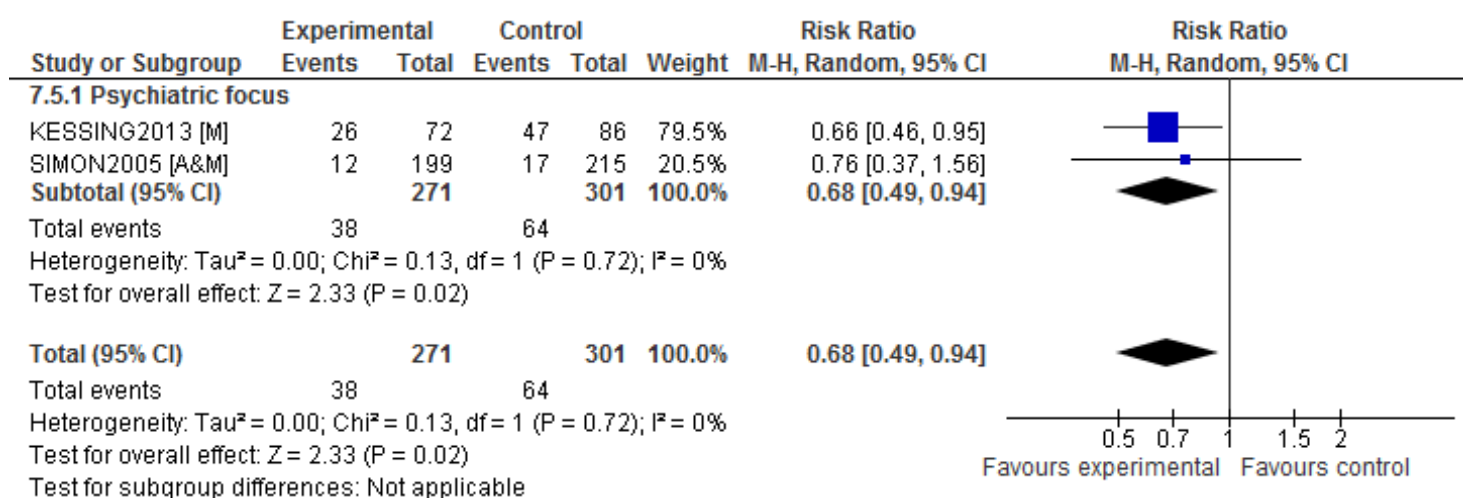 Experimental Control Risk Ratio Risk Ratio
Study or Subgroup Events Total Events Total Weight M-H, Random, 95% CI M-H, Random, 95% CI
7.5.1 Psychiatric focus
KESSING2013 [M] 26 72 47 86 79.5% 0.66 [0.46, 0.95]
SIMON2005 [A&M] 12 199 17 215 20.5% 0.76 [0.37, 1.56]
Subtotal (95% CI) 271 301 100.0% 0.68 [0.49, 0.94]
Total events 38 64
Heterogeneity: Tau² = 0.00; Chi² = 0.13, df = 1 (P = 0.72); I² = 0%
Test for overall effect: Z = 2.33 (P = 0.02)
Total (95% CI) 271 301 100.0% 0.68 [0.49, 0.94]
Total events 38 64
Heterogeneity: Tau² = 0.00; Chi² = 0.13, df = 1 (P = 0.72); I² = 0%
Test for overall effect: Z = 2.33 (P = 0.02)
Test for subgroup differences: Not applicable
0.5 0.7 1 1.5 2
Favours experimental Favours control